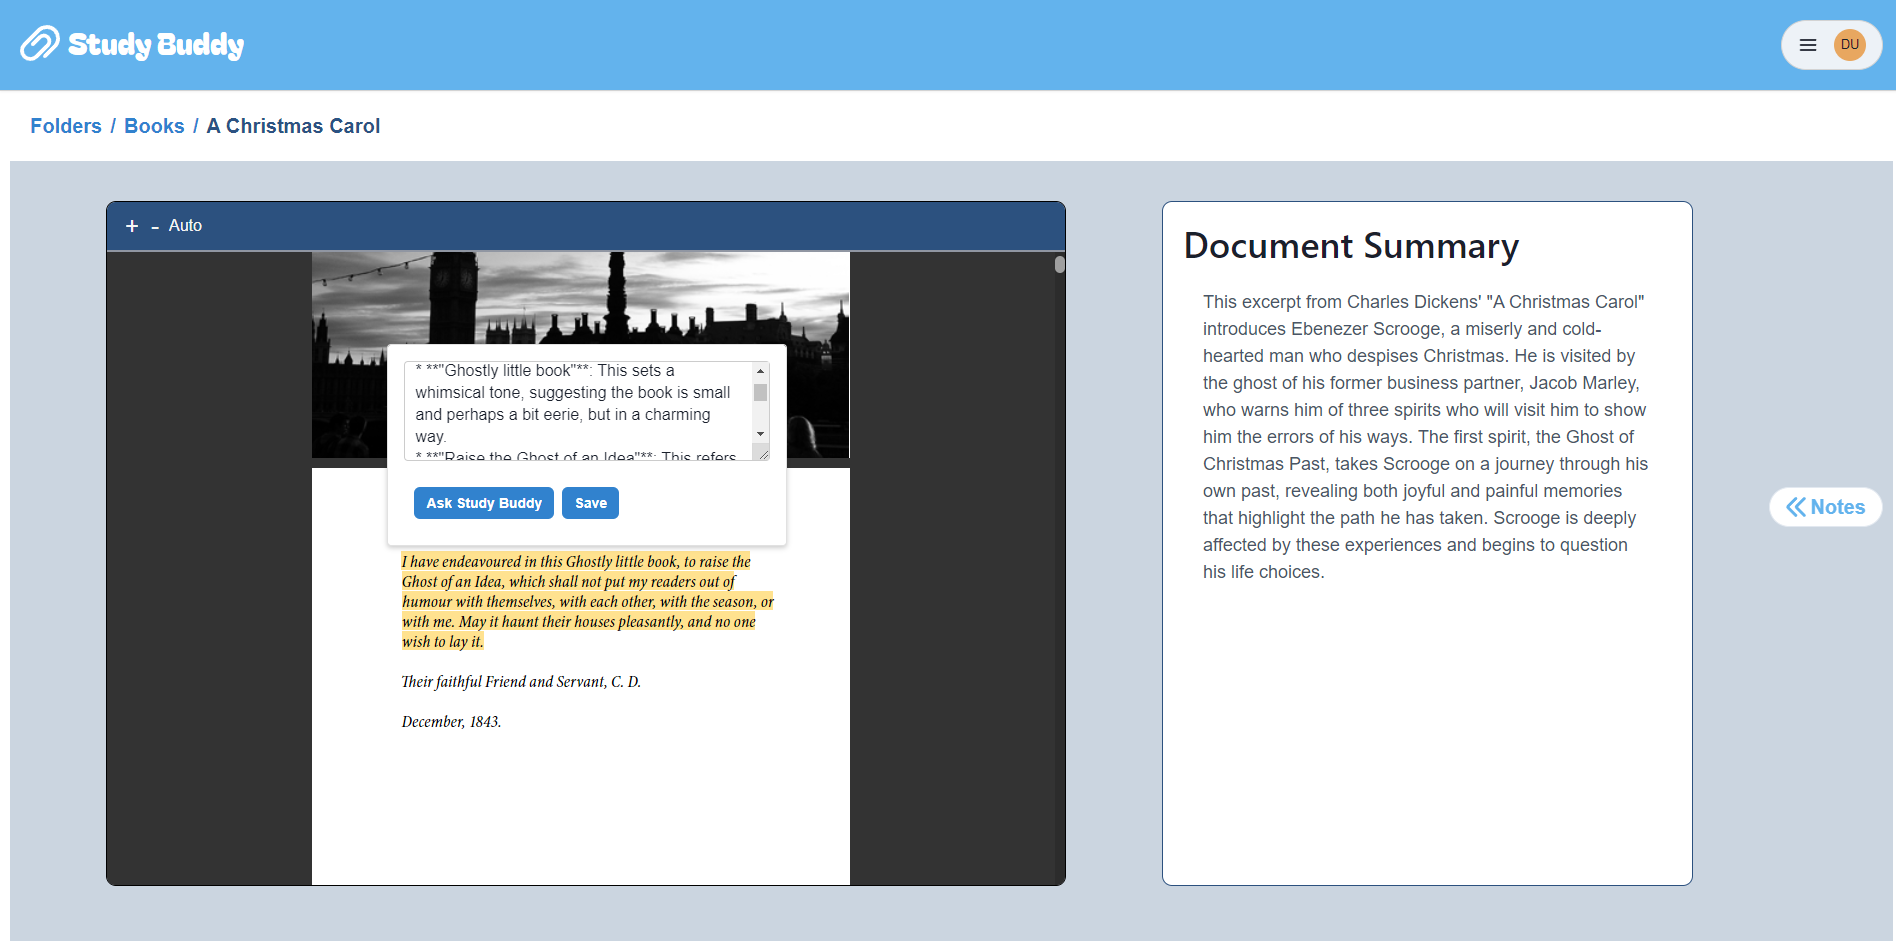 Study Buddy
DU
Folders / Books / A Christmas Carol
+ - Auto
* **"Ghostly little book"**: This sets a
whimsical tone, suggesting the book is small
and perhaps a bit eerie, but in a charming
way.
* **"Raise the Ghost of an Idea"**: This refers
Ask Study Buddy
Save
I have endeavoured in this Ghostly little book, to raise the
Ghost of an Idea, which shall not put my readers out of
humour with themselves, with each other, with the season, or
with me. May it haunt their houses pleasantly, and no one
wish to lay it.
Their faithful Friend and Servant, C. D.
December, 1843.
Document Summary
This excerpt from Charles Dickens' "A Christmas Carol"
introduces Ebenezer Scrooge, a miserly and cold-
hearted man who despises Christmas. He is visited by
the ghost of his former business partner, Jacob Marley,
who warns him of three spirits who will visit him to show
him the errors of his ways. The first spirit, the Ghost of
Christmas Past, takes Scrooge on a journey through his
own past, revealing both joyful and painful memories
that highlight the path he has taken. Scrooge is deeply
affected by these experiences and begins to question
his life choices.
Notes